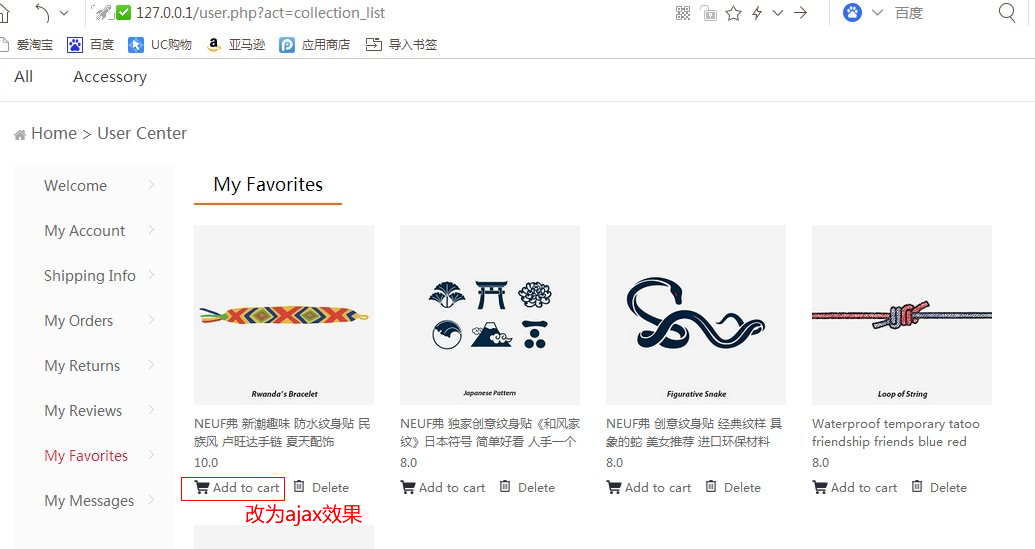 127.0.0.1/user.php?act=collection_list
百度
爱淘宝 百度 UC购物 亚马逊 应用商店 导入书签
All Accessory
Home > User Center
Welcome
My Account
Shipping Info
My Orders
My Returns
My Reviews
My Favorites
My Messages
My Favorites
Rwanda's Bracelet
NEUF弗 新潮趣味 防水纹身贴 民
族风 卢旺达手链 夏天配饰
10.0
Add to cart Delete
改为ajax效果
Japanese Pattern
NEUF弗 独家创意纹身贴《和风家
纹》日本符号 简单好看 人手一个
8.0
Add to cart Delete
Figurative Snake
NEUF弗 创意纹身贴 经典纹样 具
象的蛇 美女推荐 进口环保材料
8.0
Add to cart Delete
Loop of String
Waterproof temporary tatoo
friendship friends blue red
8.0
Add to cart Delete